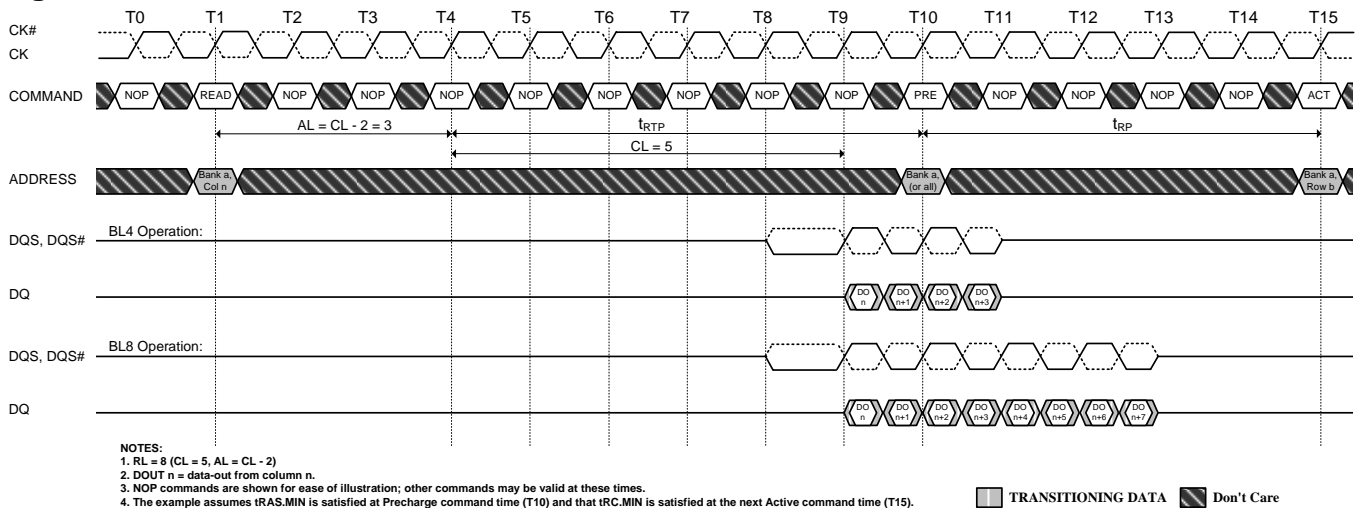 T0 T1 T2 T3 T4 T5 T6 T7 T8 T9 T10 T11 T12 T13 T14 T15
CK#
CK
COMMAND NOP READ NOP NOP NOP NOP NOP NOP NOP NOP PRE NOP NOP NOP NOP ACT
AL = CL - 2 = 3 tRTP tRP
CL = 5
ADDRESS
Bank a,
Col n
Bank a,
(or all)
Bank a,
Row b
BL4 Operation:
DQS, DQS#
DQ
DO
n
DO
n+1
DO
n+2
DO
n+3
BL8 Operation:
DQS, DQS#
DQ
DO
n
DO
n+1
DO
n+2
DO
n+3
DO
n+4
DO
n+5
DO
n+6
DO
n+7
NOTES:
1. RL = 8 (CL = 5, AL = CL - 2)
2. DOUT n = data-out from column n.
3. NOP commands are shown for ease of illustration; other commands may be valid at these times.
4. The example assumes tRAS.MIN is satisfied at Precharge command time (T10) and that tRC.MIN is satisfied at the next Active command time (T15).
TRANSITIONING DATA Don't Care